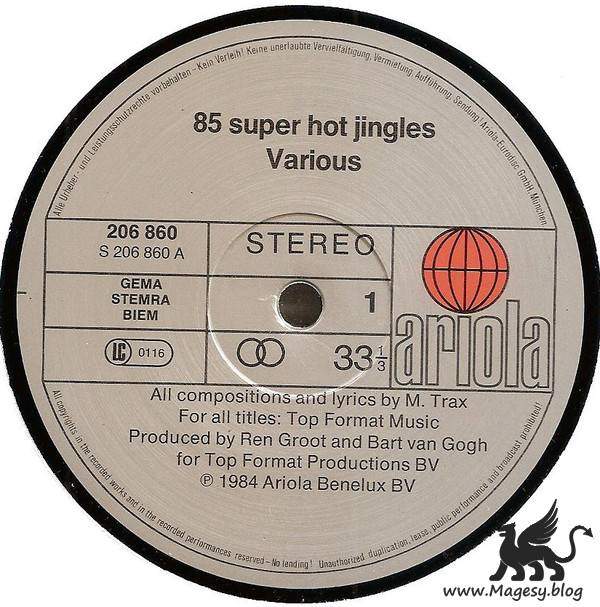 Alle Urheber- und Leistungsschutzrechte vorbehalten - Kein Verleih! Keine unerlaubte Vervielfältigung, Vermietung, Aufführung, Sendung! Ariola-Eurodisc GmbH, München.
85 super hot jingles
Various
206 860
S 206 860 A
STEREO
GEMA
STEMRA
BIEM
1
LC 0116
33 1/3
ariola
All compositions and lyrics by M. Trax
For all titles: Top Format Music
Produced by Ren Groot and Bart van Gogh
for Top Format Productions BV
℗ 1984 Ariola Benelux BV
All copyrights in the recorded works and in the recorded performances reserved - No lending! Unauthorized duplication, lease, public performance and broadcast prohibited!
www.Magesy.blog